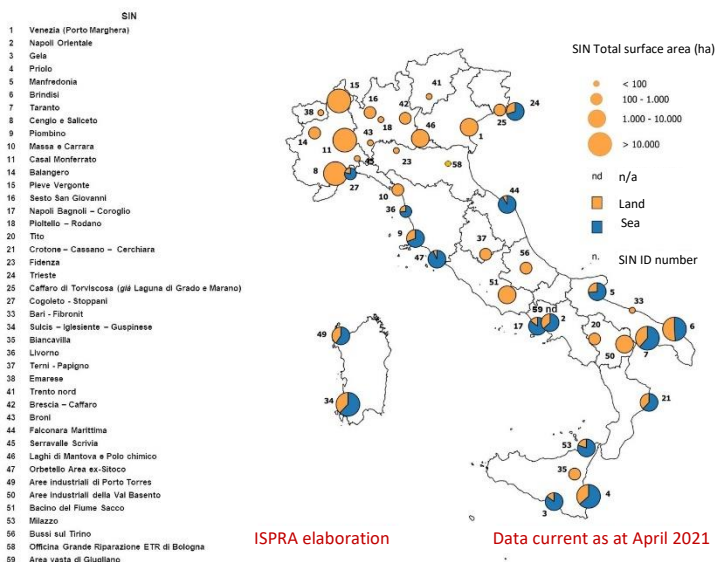 SIN
1 Venezia (Porto Marghera)
2 Napoli Orientale
3 Gela
4 Priolo
5 Manfredonia
6 Brindisi
7 Taranto
8 Cengio e Saliceto
9 Piombino
10 Massa e Carrara
11 Casal Monferrato
14 Balangero
15 Pieve Vergonte
16 Sesto San Giovanni
17 Napoli Bagnoli – Coroglio
18 Pioltello – Rodano
20 Tito
21 Crotone – Cassano – Cerchiara
23 Fidenza
24 Trieste
25 Caffaro di Torviscosa (già Laguna di Grado e Marano)
27 Cogoleto - Stoppani
33 Bari - Fibronit
34 Sulcis – Iglesiente – Guspinese
35 Biancavilla
36 Livorno
37 Terni - Papigno
38 Emarese
41 Trento nord
42 Brescia – Caffaro
43 Broni
44 Falconara Marittima
45 Serravalle Scrivia
46 Laghi di Mantova e Polo chimico
47 Orbetello Area ex-Sitoco
49 Aree industriali di Porto Torres
50 Aree industriali della Val Basento
51 Bacino del Fiume Sacco
53 Milazzo
56 Bussi sul Tirino
58 Officina Grande Riparazione ETR di Bologna
59 Area vasta di Giugliano
15
41
38
16
42
24
18
25
14
43
46
1
11
45
23
58
8
27
10
44
36
9
37
47
56
51
59 nd
5
33
17
2
20
6
49
50
7
34
21
53
35
3
4
SIN Total surface area (ha)
< 100
100 - 1.000
1.000 - 10.000
> 10.000
nd n/a
Land
Sea
n. SIN ID number
ISPRA elaboration
Data current as at April 2021